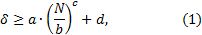 δ ≥ a · (N/b)^c + d, (1)